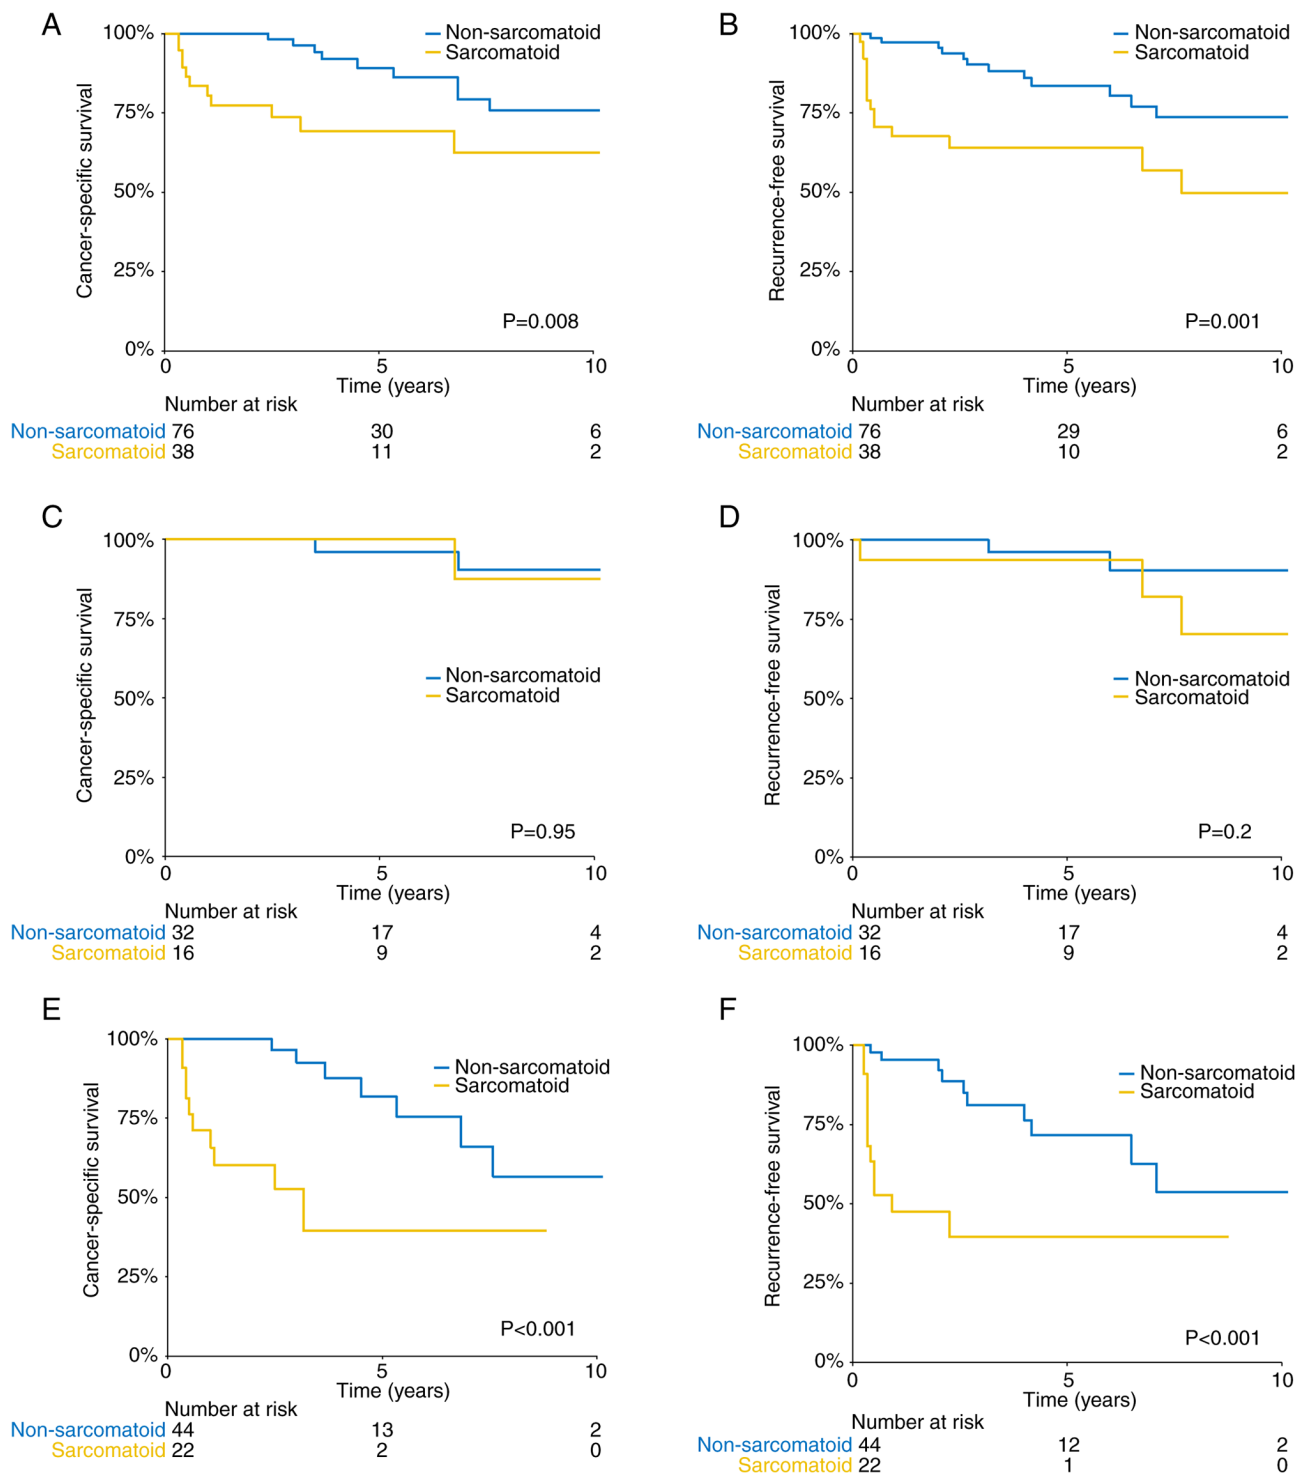 A
100%
75%
50%
25%
0%
Cancer-specific survival
Non-sarcomatoid
Sarcomatoid
P=0.008
0 5 10
Time (years)
Number at risk
Non-sarcomatoid 76 30 6
Sarcomatoid 38 11 2
B
100%
75%
50%
25%
0%
Recurrence-free survival
Non-sarcomatoid
Sarcomatoid
P=0.001
0 5 10
Time (years)
Number at risk
Non-sarcomatoid 76 29 6
Sarcomatoid 38 10 2
C
100%
75%
50%
25%
0%
Cancer-specific survival
Non-sarcomatoid
Sarcomatoid
P=0.95
0 5 10
Time (years)
Number at risk
Non-sarcomatoid 32 17 4
Sarcomatoid 16 9 2
D
100%
75%
50%
25%
0%
Recurrence-free survival
Non-sarcomatoid
Sarcomatoid
P=0.2
0 5 10
Time (years)
Number at risk
Non-sarcomatoid 32 17 4
Sarcomatoid 16 9 2
E
100%
75%
50%
25%
0%
Cancer-specific survival
Non-sarcomatoid
Sarcomatoid
P<0.001
0 5 10
Time (years)
Number at risk
Non-sarcomatoid 44 13 2
Sarcomatoid 22 2 0
F
100%
75%
50%
25%
0%
Recurrence-free survival
Non-sarcomatoid
Sarcomatoid
P<0.001
0 5 10
Time (years)
Number at risk
Non-sarcomatoid 44 12 2
Sarcomatoid 22 1 0